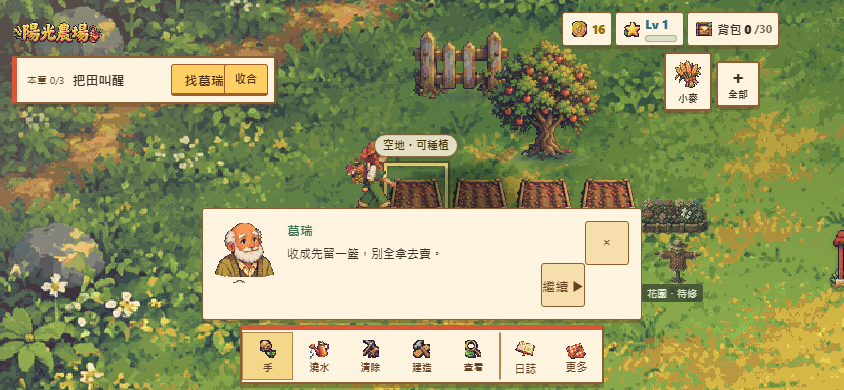 陽光農場
16
Lv 1
背包 0 /30
本章 0/3 把田叫醒
找葛瑞
收合
小麥
+
全部
空地・可種植
葛瑞
收成先留一籃，別全拿去賣。
×
繼續 ▶
花圃・待修
手
澆水
清除
建造
查看
日誌
更多